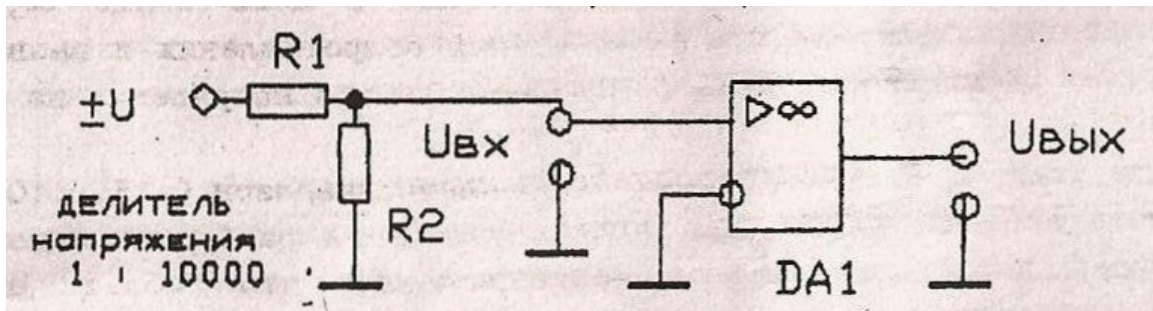 R1
±U
Uвх
▷∞
Uвых
делитель
напряжения
1 : 10000
R2
DA1